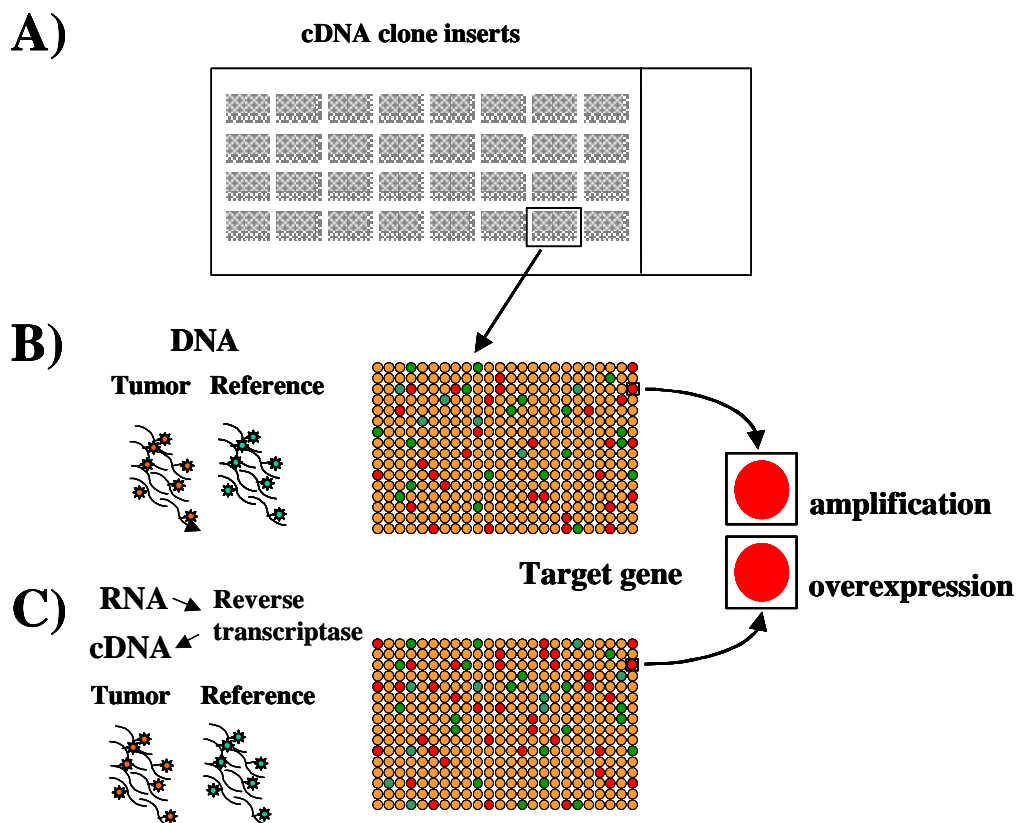 A)
cDNA clone inserts
B)
DNA
Tumor Reference
amplification
Target gene
overexpression
C)
RNA
Reverse
transcriptase
cDNA
Tumor Reference